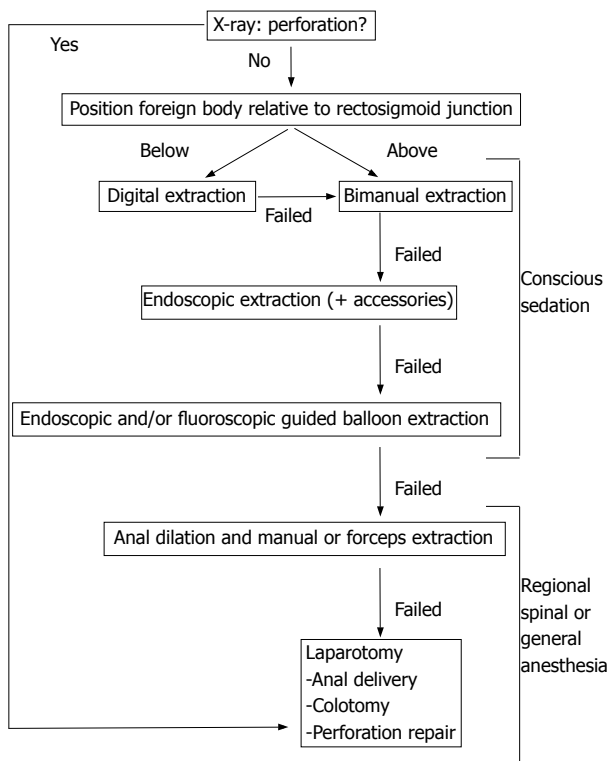 X-ray: perforation?
Yes
No
Position foreign body relative to rectosigmoid junction
Below
Above
Digital extraction
Failed
Bimanual extraction
Failed
Endoscopic extraction (+ accessories)
Conscious
sedation
Failed
Endoscopic and/or fluoroscopic guided balloon extraction
Failed
Anal dilation and manual or forceps extraction
Regional
spinal or
general
anesthesia
Failed
Laparotomy
-Anal delivery
-Colotomy
-Perforation repair